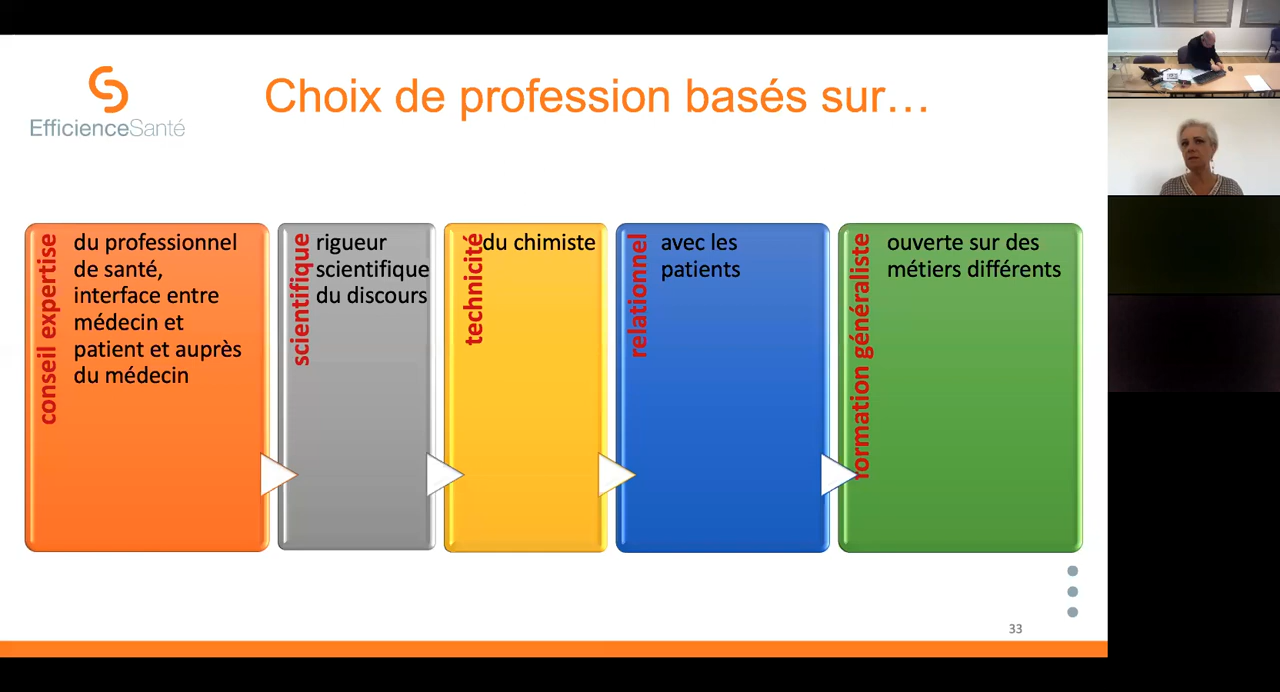 EfficienceSanté
Choix de profession basés sur…
conseil expertise
du professionnel
de santé,
interface entre
médecin et
patient et auprès
du médecin
scientifique
rigueur
scientifique
du discours
technicité
du chimiste
relationnel
avec les
patients
formation généraliste
ouverte sur des
métiers différents
33